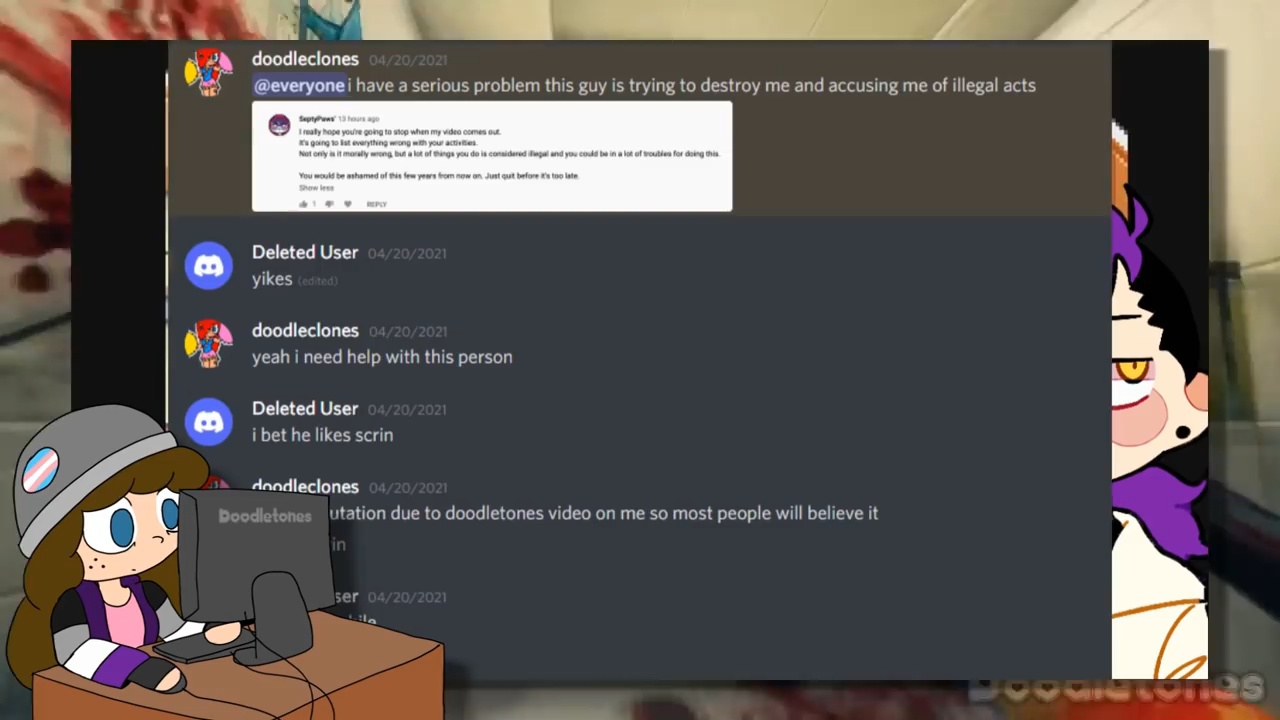 doodleclones 04/20/2021
@everyone i have a serious problem this guy is trying to destroy me and accusing me of illegal acts
SeptyPaws' 13 hours ago
I really hope you're going to stop when my video comes out.
It's going to list everything wrong with your activities.
Not only is it morally wrong, but a lot of things you do is considered illegal and you could be in a lot of troubles for doing this.
You would be ashamed of this few years from now on. Just quit before it's too late.
Show less
1 REPLY
Deleted User 04/20/2021
yikes (edited)
doodleclones 04/20/2021
yeah i need help with this person
Deleted User 04/20/2021
i bet he likes scrin
doodleclones 04/20/2021
utation due to doodletones video on me so most people will believe it
in
ser 04/20/2021
Doodletones
Doodletones